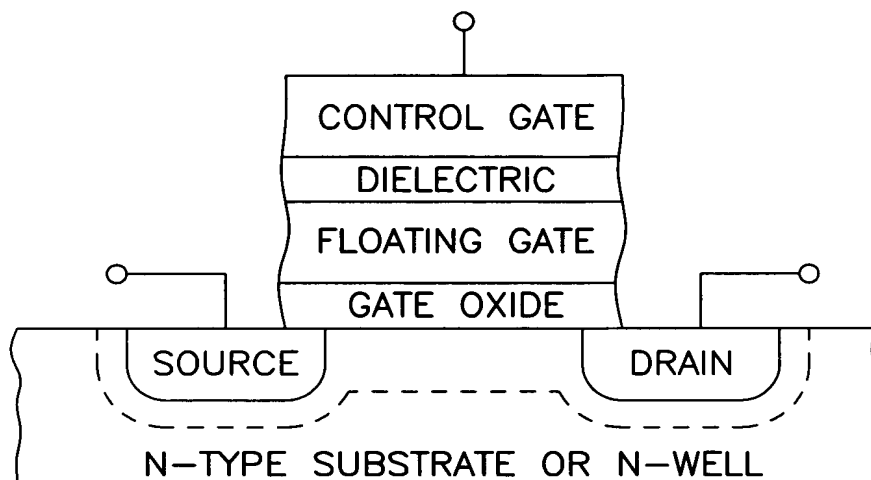 CONTROL GATE
DIELECTRIC
FLOATING GATE
GATE OXIDE
SOURCE
DRAIN
N-TYPE SUBSTRATE OR N-WELL